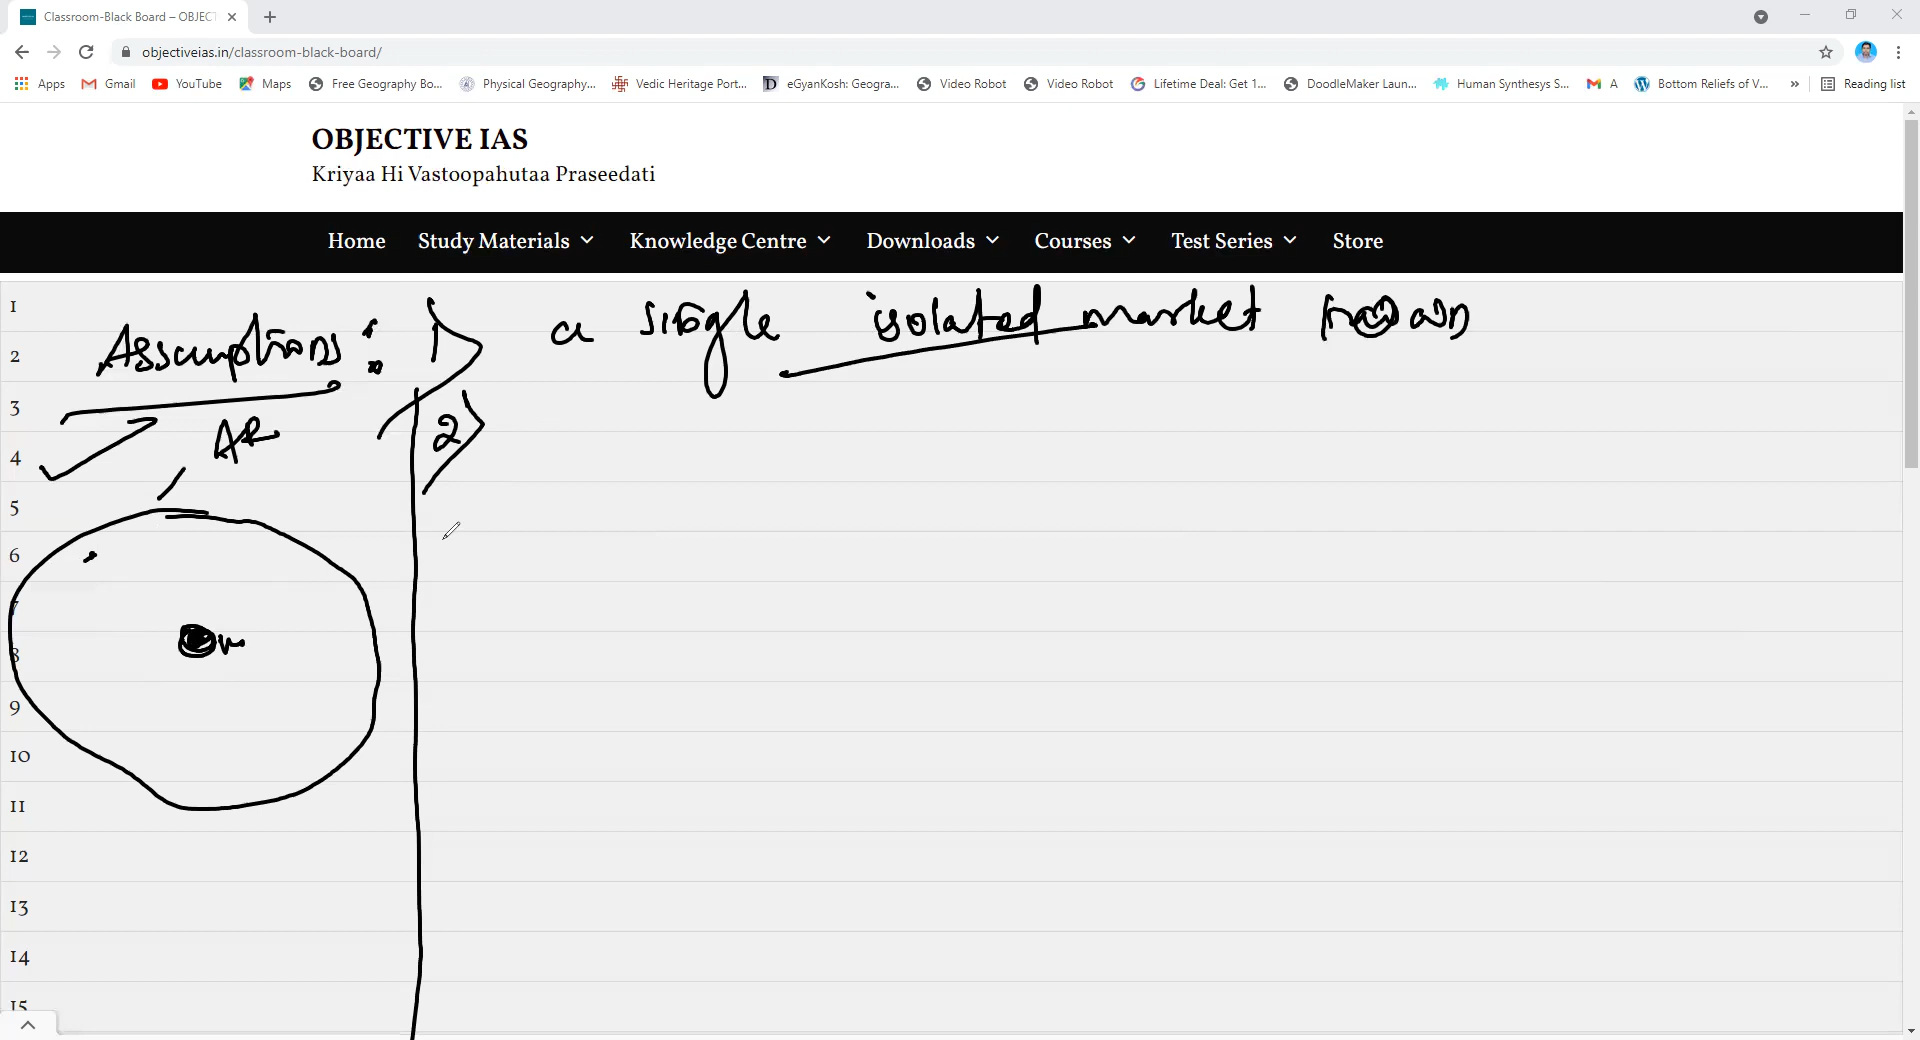 Classroom-Black Board – OBJECT
objectiveias.in/classroom-black-board/
Apps Gmail YouTube Maps Free Geography Bo... Physical Geography... Vedic Heritage Port... eGyanKosh: Geogra... Video Robot Video Robot Lifetime Deal: Get 1... DoodleMaker Laun... Human Synthesys S... A Bottom Reliefs of V... » Reading list
OBJECTIVE IAS
Kriyaa Hi Vastoopahutaa Praseedati
Home Study Materials Knowledge Centre Downloads Courses Test Series Store
1
Assumptions : 1) a single isolated market
2
3
2)
4
5
6
7
8
9
10
11
12
13
14
15